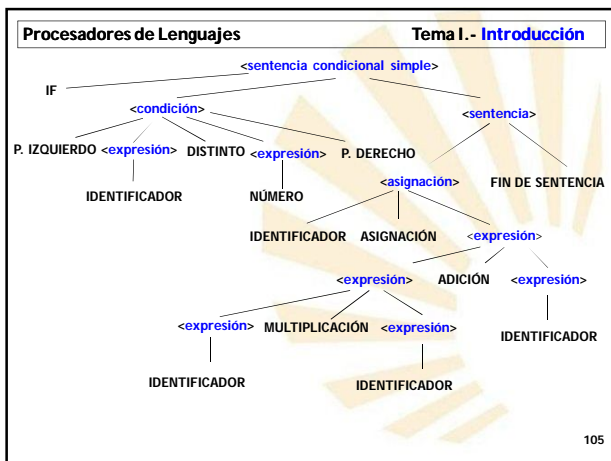 Procesadores de Lenguajes Tema I.- Introducción
<sentencia condicional simple>
IF
<condición> <sentencia>
P. IZQUIERDO <expresión> DISTINTO <expresión> P. DERECHO
<asignación> FIN DE SENTENCIA
IDENTIFICADOR NÚMERO
IDENTIFICADOR ASIGNACIÓN <expresión>
<expresión> ADICIÓN <expresión>
<expresión> MULTIPLICACIÓN <expresión>
IDENTIFICADOR
IDENTIFICADOR IDENTIFICADOR
105